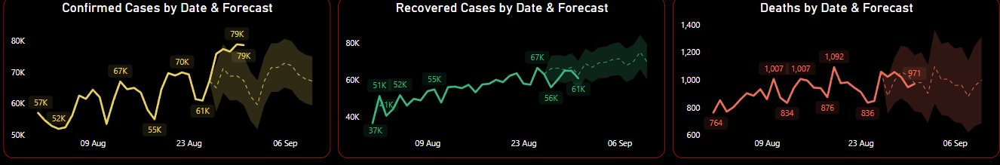 Confirmed Cases by Date & Forecast
80K
70K
60K
50K
57K
52K
67K
55K
70K
61K
79K
79K
09 Aug
23 Aug
06 Sep
Recovered Cases by Date & Forecast
80K
60K
40K
37K
51K
41K
52K
55K
67K
56K
61K
09 Aug
23 Aug
06 Sep
Deaths by Date & Forecast
1,400
1,200
1,000
800
600
764
1,007
834
1,007
876
1,092
836
971
09 Aug
23 Aug
06 Sep